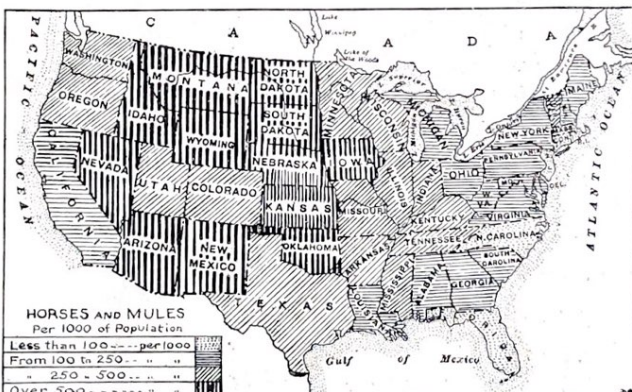 C A N A D A
Lake Winnipeg
Lake of the Woods
L. Superior
PACIFIC OCEAN
WASHINGTON
MONTANA
NORTH DAKOTA
MINNESOTA
WISCONSIN
MICHIGAN
MAINE
OREGON
IDAHO
WYOMING
SOUTH DAKOTA
NEW YORK
CALIFORNIA
NEVADA
UTAH
COLORADO
NEBRASKA
IOWA
ILLINOIS
INDIANA
OHIO
PENNSYLVANIA
DEL.
KANSAS
MISSOURI
KENTUCKY
W. VA.
VIRGINIA
ARIZONA
NEW MEXICO
OKLAHOMA
ARKANSAS
TENNESSEE
N.CAROLINA
SOUTH CAROLINA
TEXAS
LOUISIANA
MISSISSIPPI
ALABAMA
GEORGIA
FLORIDA
ATLANTIC OCEAN
Gulf of Mexico
HORSES AND MULES
Per 1000 of Population
Less than 100 ---- per 1000
From 100 to 250 -- " "
" 250 " 500 -- " "
Over 500